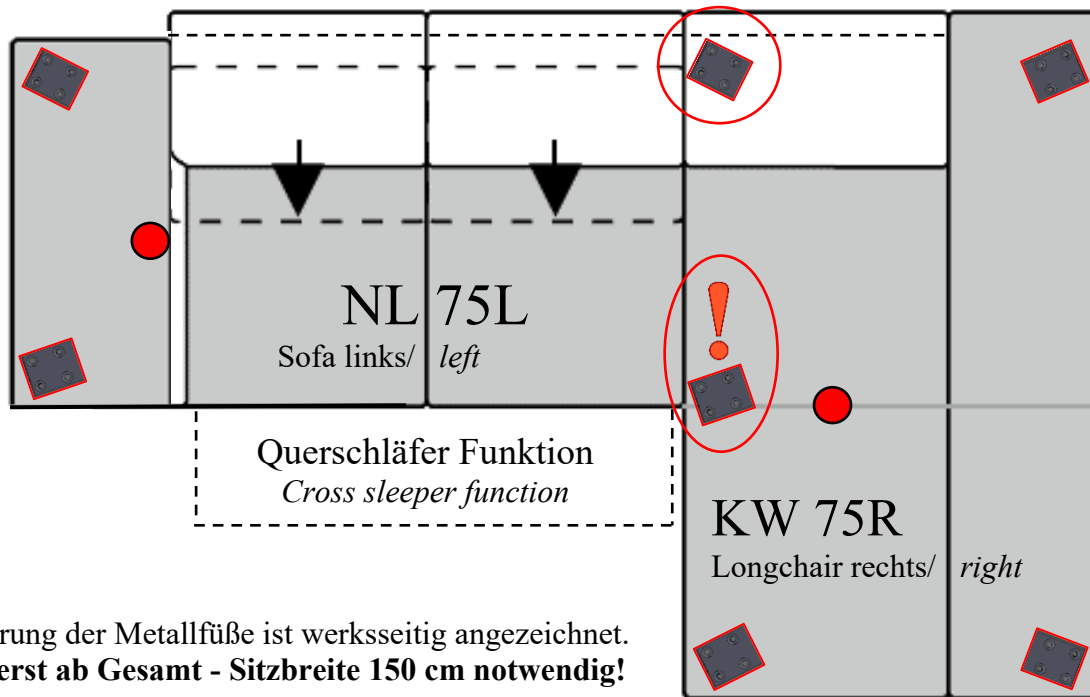 NL 75L
Sofa links/ left
Querschläfer Funktion
Cross sleeper function
KW 75R
Longchair rechts/ right
rung der Metallfüße ist werksseitig angezeichnet.
erst ab Gesamt - Sitzbreite 150 cm notwendig!